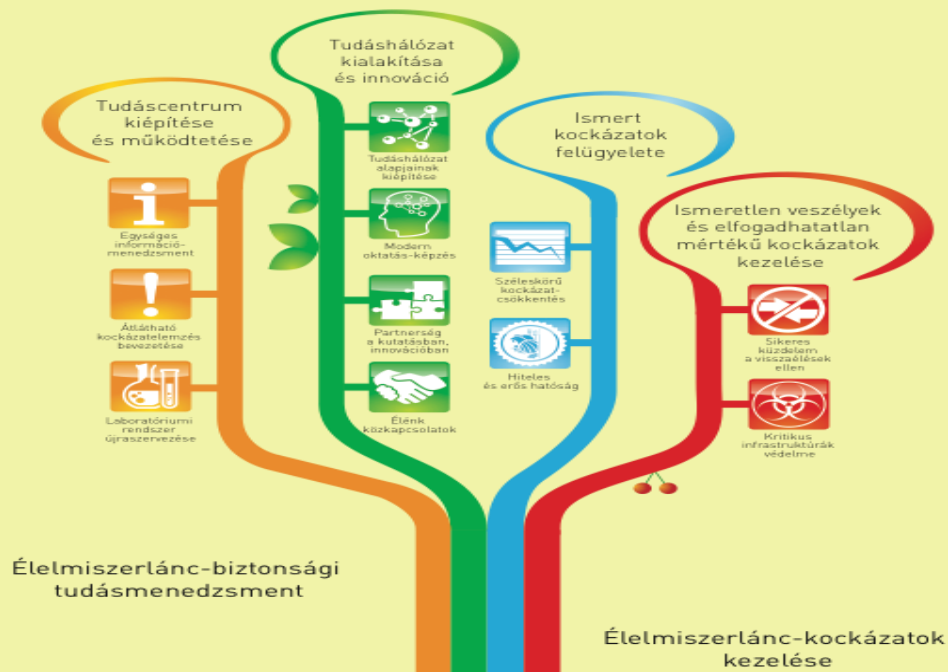 Tudáscentrum
kiépítése
és működtetése
Egységes
információ-
menedzsment
Átlátható
kockázatelemzés
bevezetése
Laboratóriumi
rendszer
újraszervezése
Tudáshálózat
kialakítása
és innováció
Tudáshálózat
alapjainak
kiépítése
Modern
oktatás-képzés
Partnerség
a kutatásban,
innovációban
Élénk
közkapcsolatok
Ismert
kockázatok
felügyelete
Széleskörű
kockázat-
csökkentés
Hiteles
és erős hatóság
Ismeretlen veszélyek
és elfogadhatatlan
mértékű kockázatok
kezelése
Sikeres
küzdelem
a visszaélések
ellen
Kritikus
infrastruktúrák
védelme
Élelmiszerlánc-biztonsági
tudásmenedzsment
Élelmiszerlánc-kockázatok
kezelése